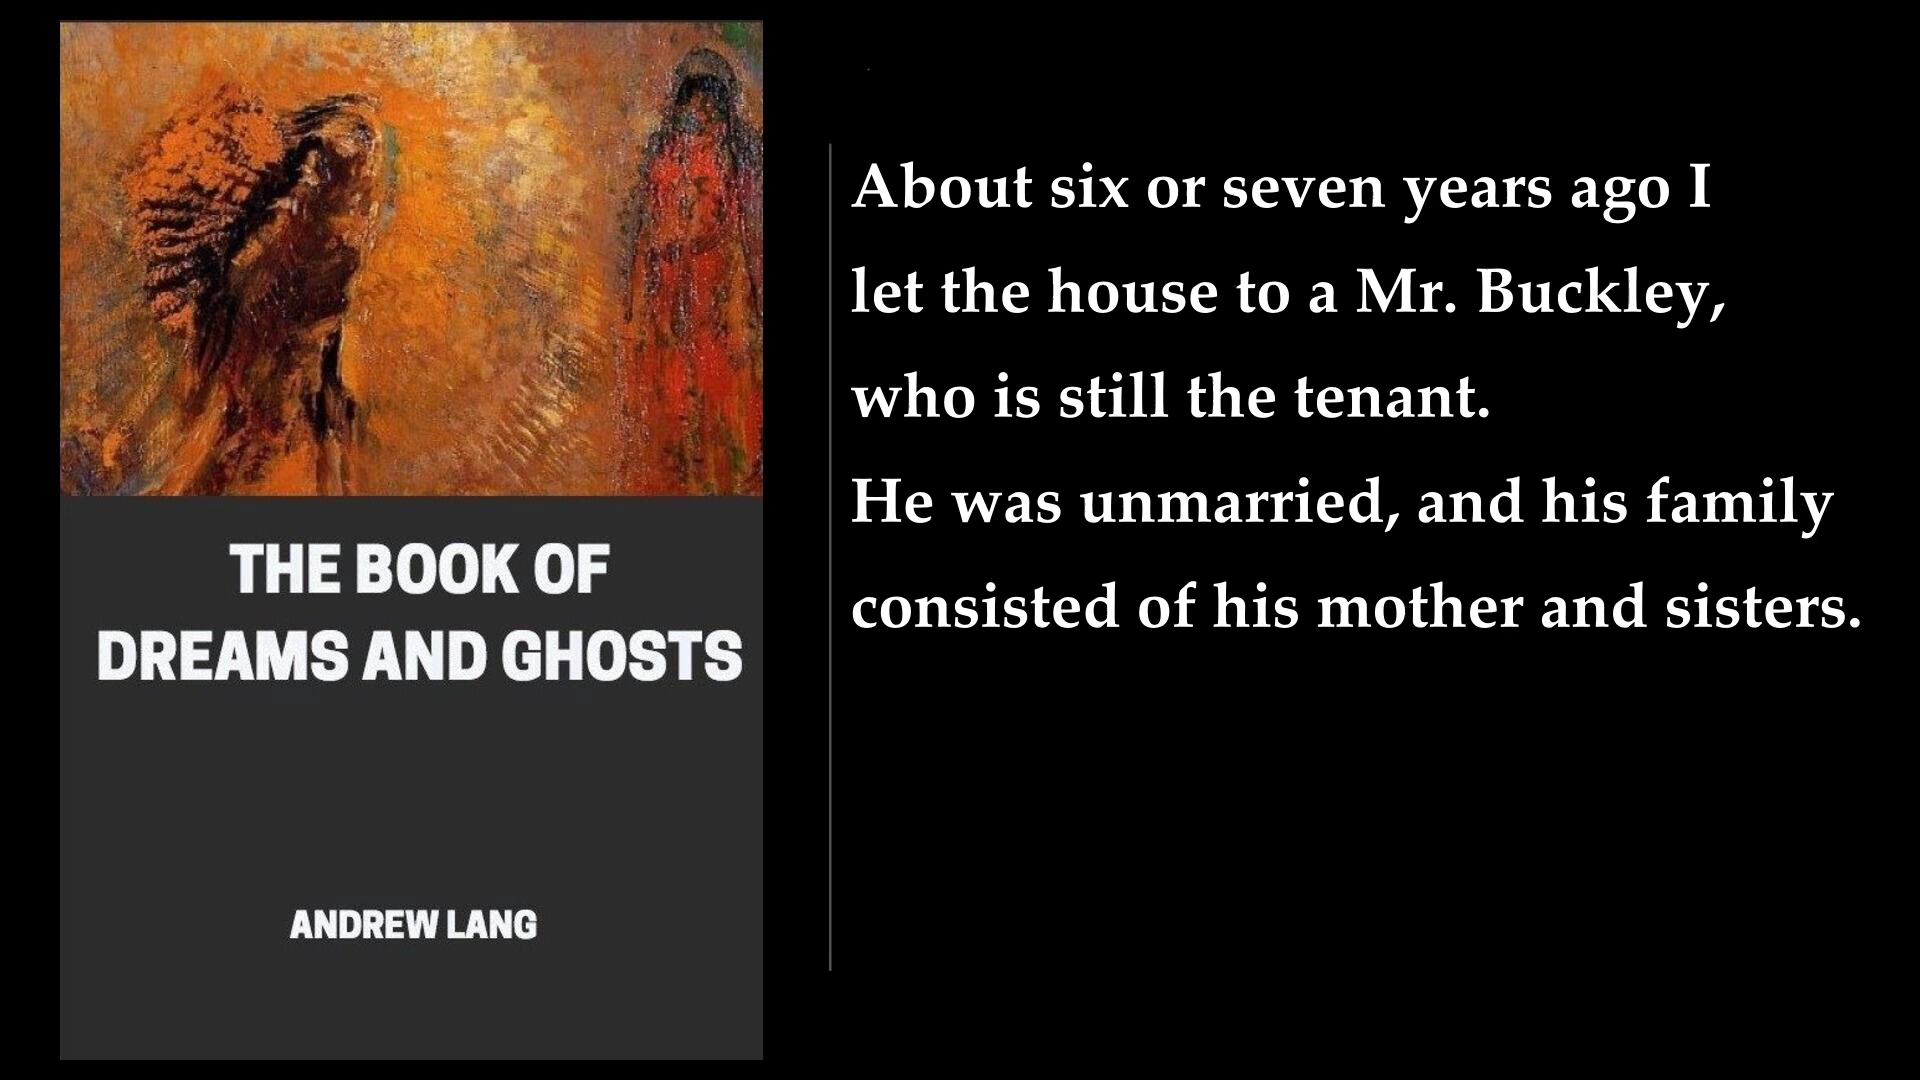 THE BOOK OF
DREAMS AND GHOSTS
ANDREW LANG
About six or seven years ago I
let the house to a Mr. Buckley,
who is still the tenant.
He was unmarried, and his family
consisted of his mother and sisters.